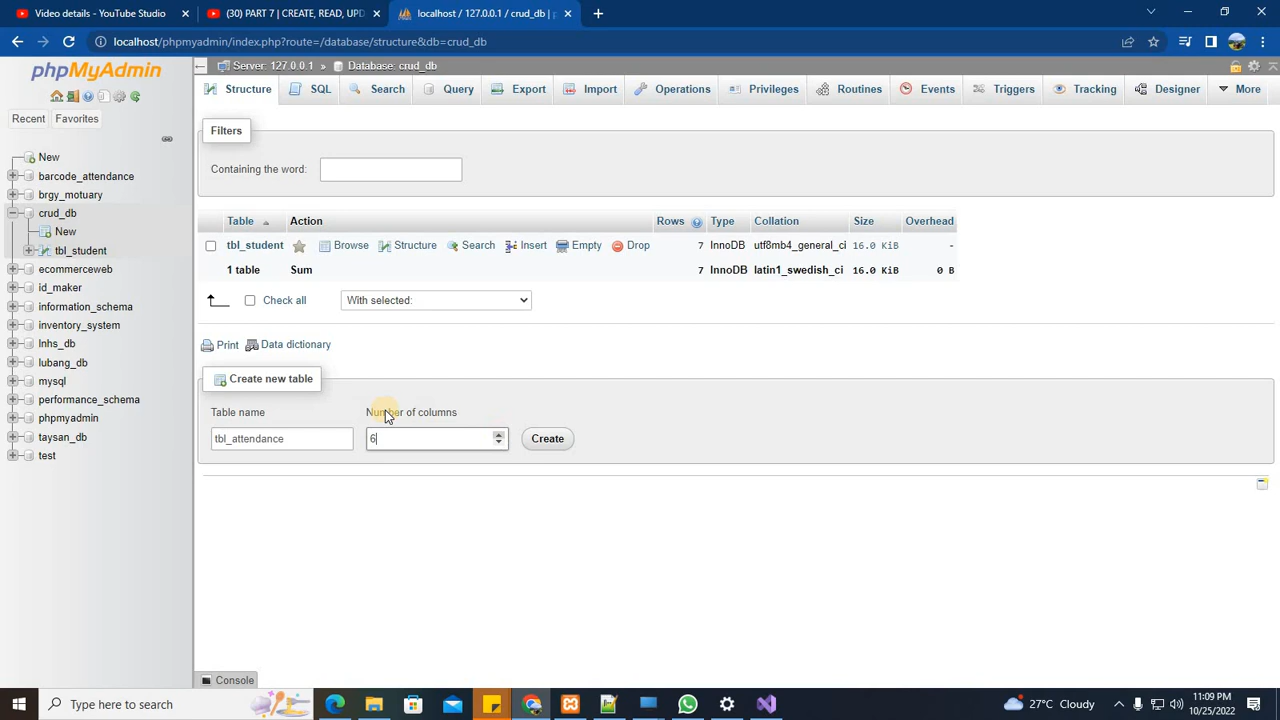 Video details - YouTube Studio
(30) PART 7 | CREATE, READ, UPD
localhost / 127.0.0.1 / crud_db | p
localhost/phpmyadmin/index.php?route=/database/structure&db=crud_db
phpMyAdmin
Server: 127.0.0.1 » Database: crud_db
Structure SQL Search Query Export Import Operations Privileges Routines Events Triggers Tracking Designer More
Recent Favorites
New
barcode_attendance
brgy_motuary
crud_db
New
tbl_student
ecommerceweb
id_maker
information_schema
inventory_system
lnhs_db
lubang_db
mysql
performance_schema
phpmyadmin
taysan_db
test
Filters
Containing the word:
Table Action Rows Type Collation Size Overhead
tbl_student Browse Structure Search Insert Empty Drop 7 InnoDB utf8mb4_general_ci 16.0 KiB -
1 table Sum 7 InnoDB latin1_swedish_ci 16.0 KiB 0 B
Check all With selected:
Print Data dictionary
Create new table
Table name Number of columns
tbl_attendance 6 Create
Console
Type here to search
27°C Cloudy
11:09 PM
10/25/2022